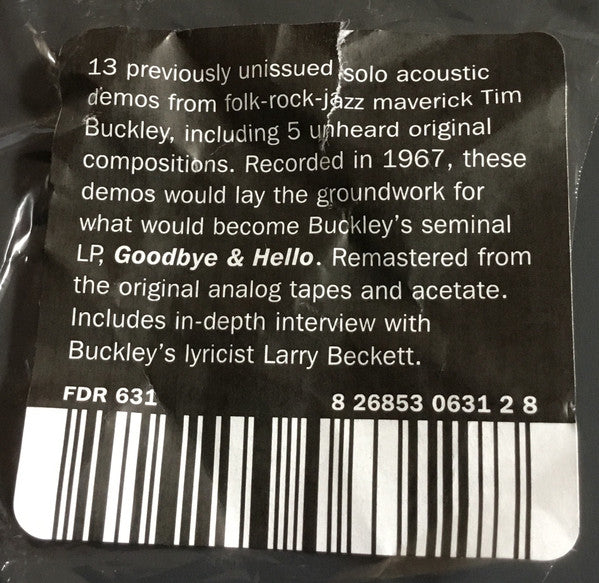 13 previously unissued solo acoustic
demos from folk-rock-jazz maverick Tim
Buckley, including 5 unheard original
compositions. Recorded in 1967, these
demos would lay the groundwork for
what would become Buckley's seminal
LP, Goodbye & Hello. Remastered from
the original analog tapes and acetate.
Includes in-depth interview with
Buckley's lyricist Larry Beckett.
FDR 631 8 26853 0631 2 8